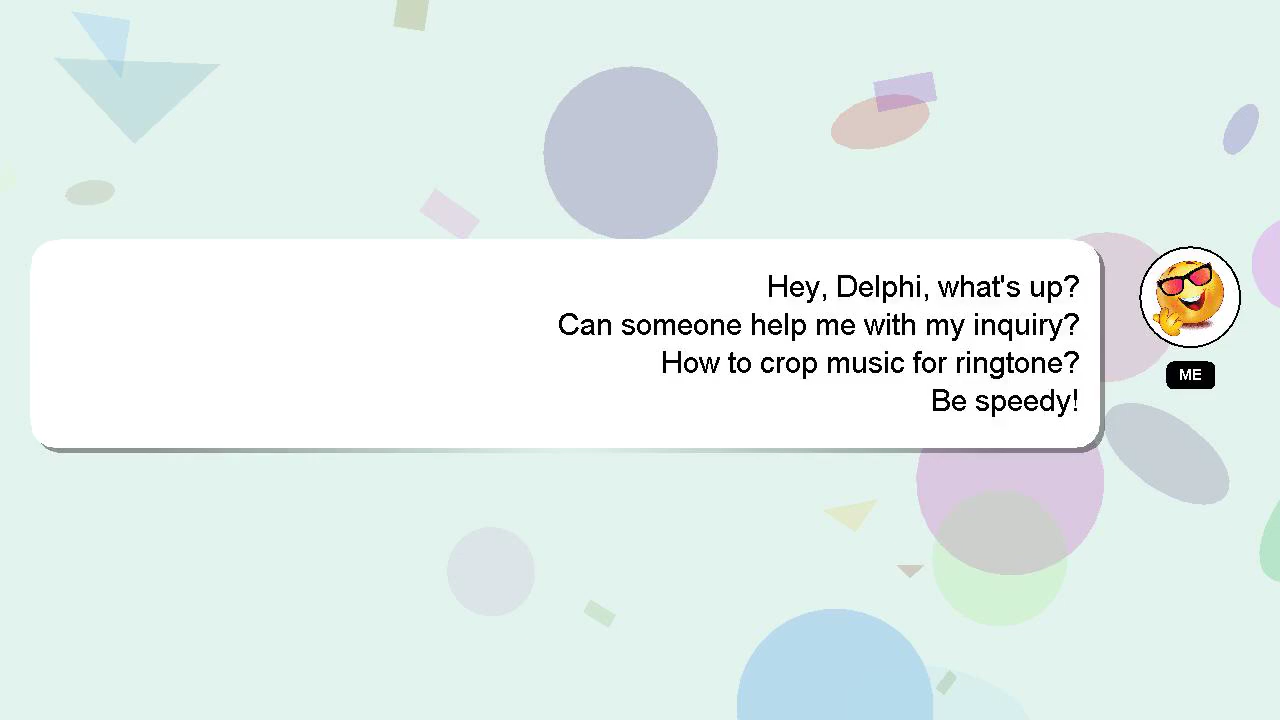 Hey, Delphi, what's up?
Can someone help me with my inquiry?
How to crop music for ringtone?
Be speedy!
ME